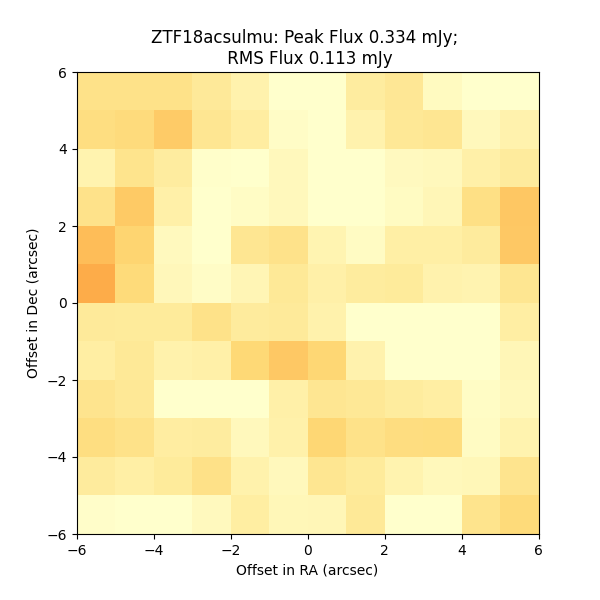 ZTF18acsulmu: Peak Flux 0.334 mJy;
RMS Flux 0.113 mJy
6
4
2
0
−2
−4
−6
Offset in Dec (arcsec)
−6 −4 −2 0 2 4 6
Offset in RA (arcsec)